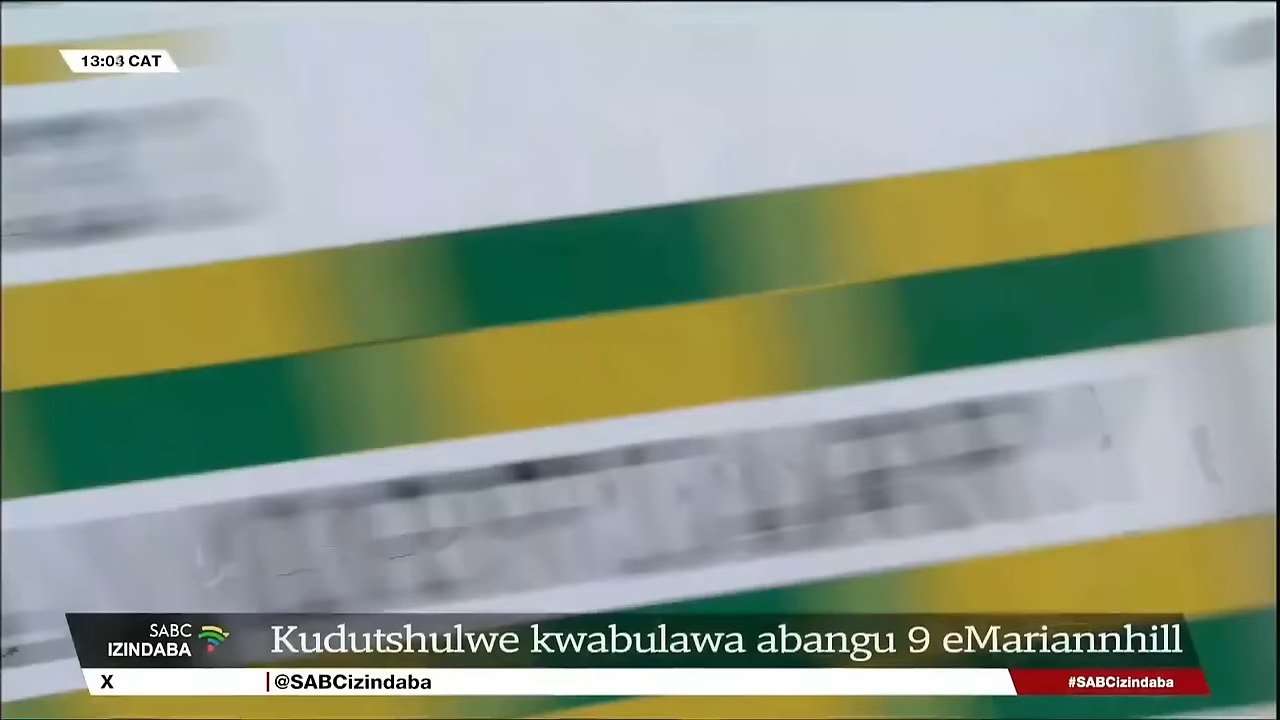 13:03 CAT
SABC
IZINDABA
Kudutshulwe kwabulawa abangu 9 eMariannhill
X
@SABCizindaba
#SABCizindaba